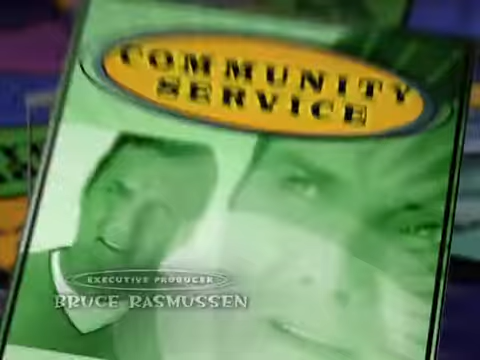 COMMUNITY
SERVICE
EXECUTIVE PRODUCER
BRUCE RASMUSSEN